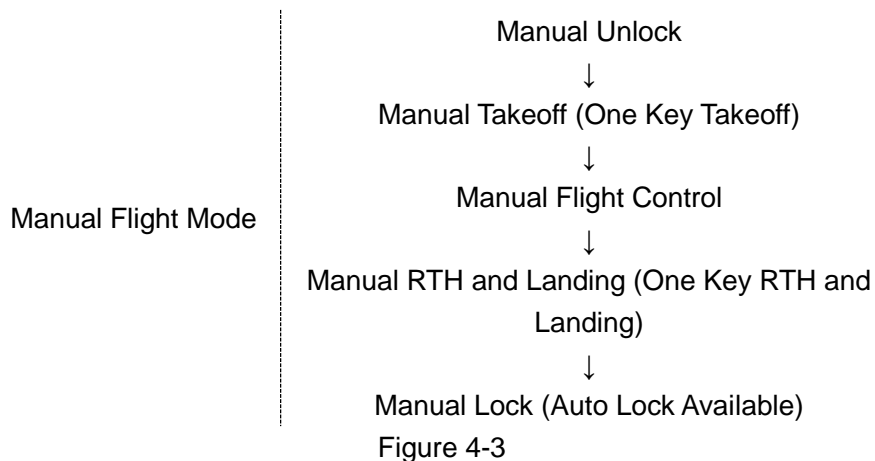 Manual Flight Mode
Manual Unlock
↓
Manual Takeoff (One Key Takeoff)
↓
Manual Flight Control
↓
Manual RTH and Landing (One Key RTH and
Landing)
↓
Manual Lock (Auto Lock Available)
Figure 4-3